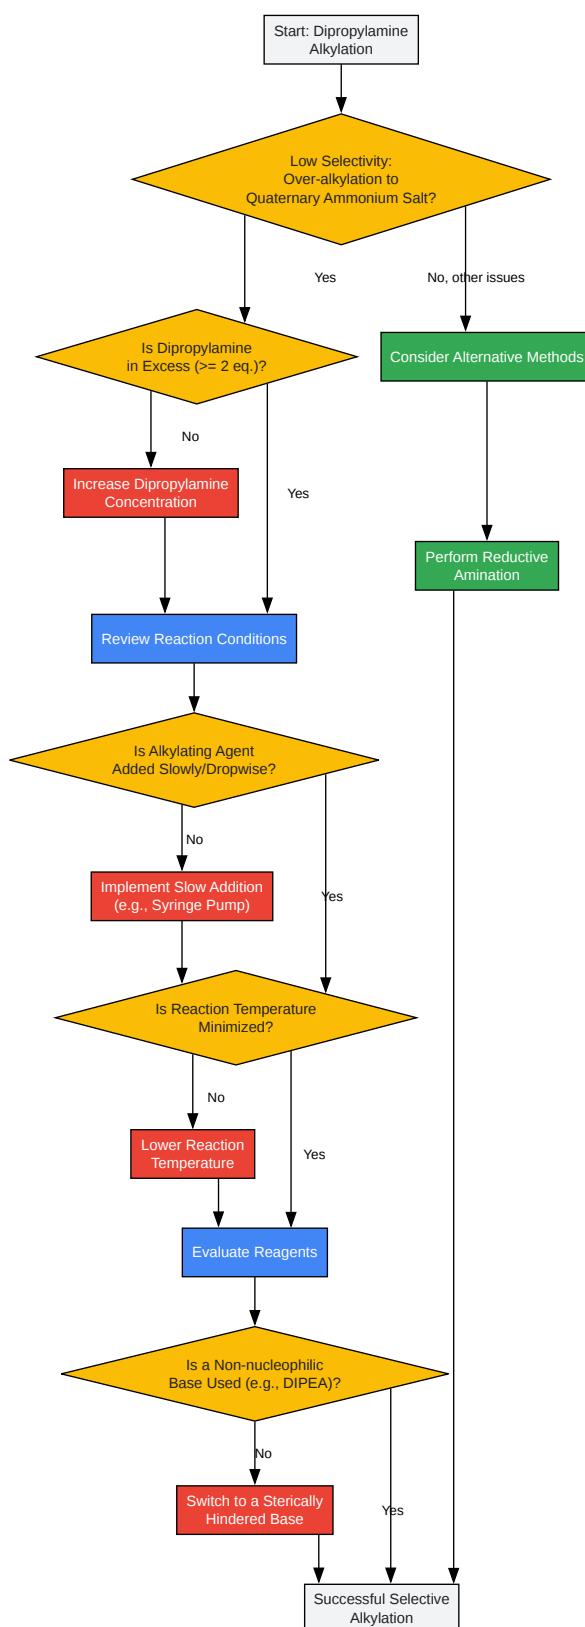 Start: Dipropylamine
Alkylation
Low Selectivity:
Over-alkylation to
Quaternary Ammonium Salt?
Yes
No, other issues
Is Dipropylamine
in Excess (>= 2 eq.)?
Consider Alternative Methods
No
Yes
Increase Dipropylamine
Concentration
Perform Reductive
Amination
Review Reaction Conditions
Is Alkylating Agent
Added Slowly/Dropwise?
No
Yes
Implement Slow Addition
(e.g., Syringe Pump)
Is Reaction Temperature
Minimized?
No
Yes
Lower Reaction
Temperature
Evaluate Reagents
Is a Non-nucleophilic
Base Used (e.g., DIPEA)?
No
Yes
Switch to a Sterically
Hindered Base
Successful Selective
Alkylation